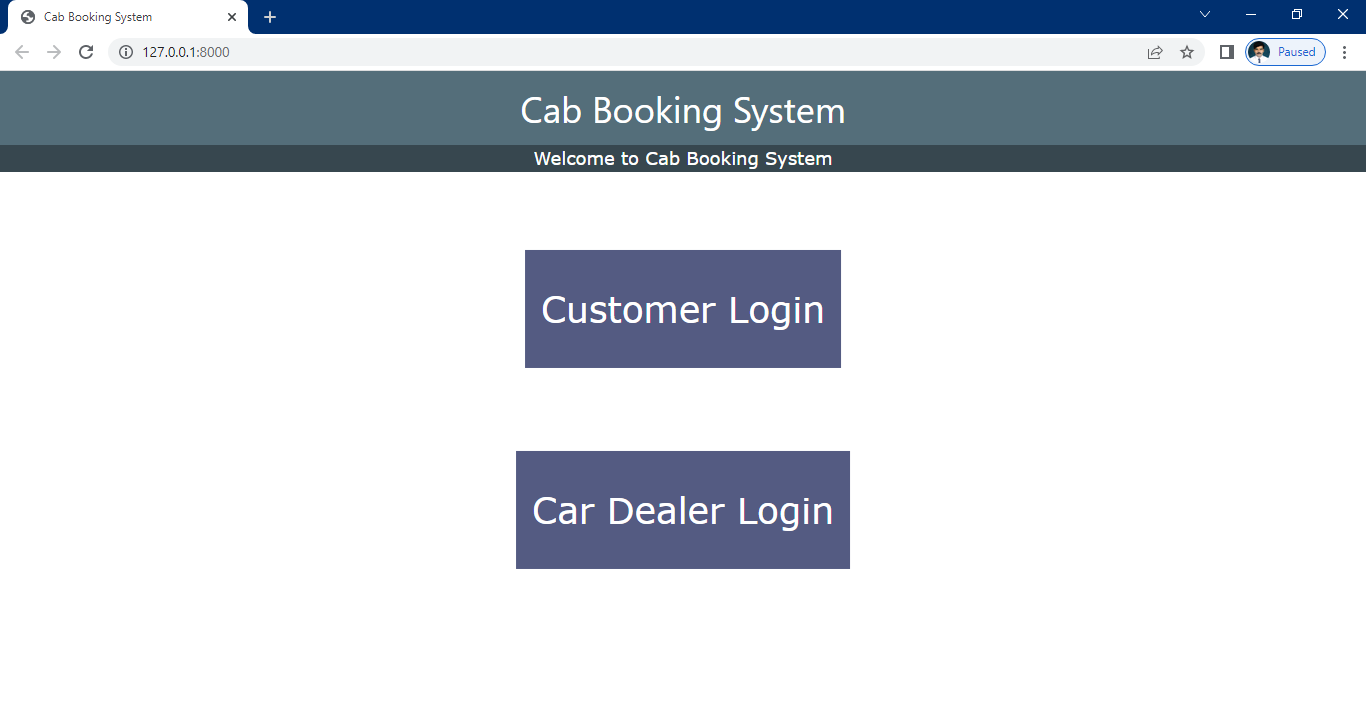 Cab Booking System
127.0.0.1:8000
Paused
Cab Booking System
Welcome to Cab Booking System
Customer Login
Car Dealer Login